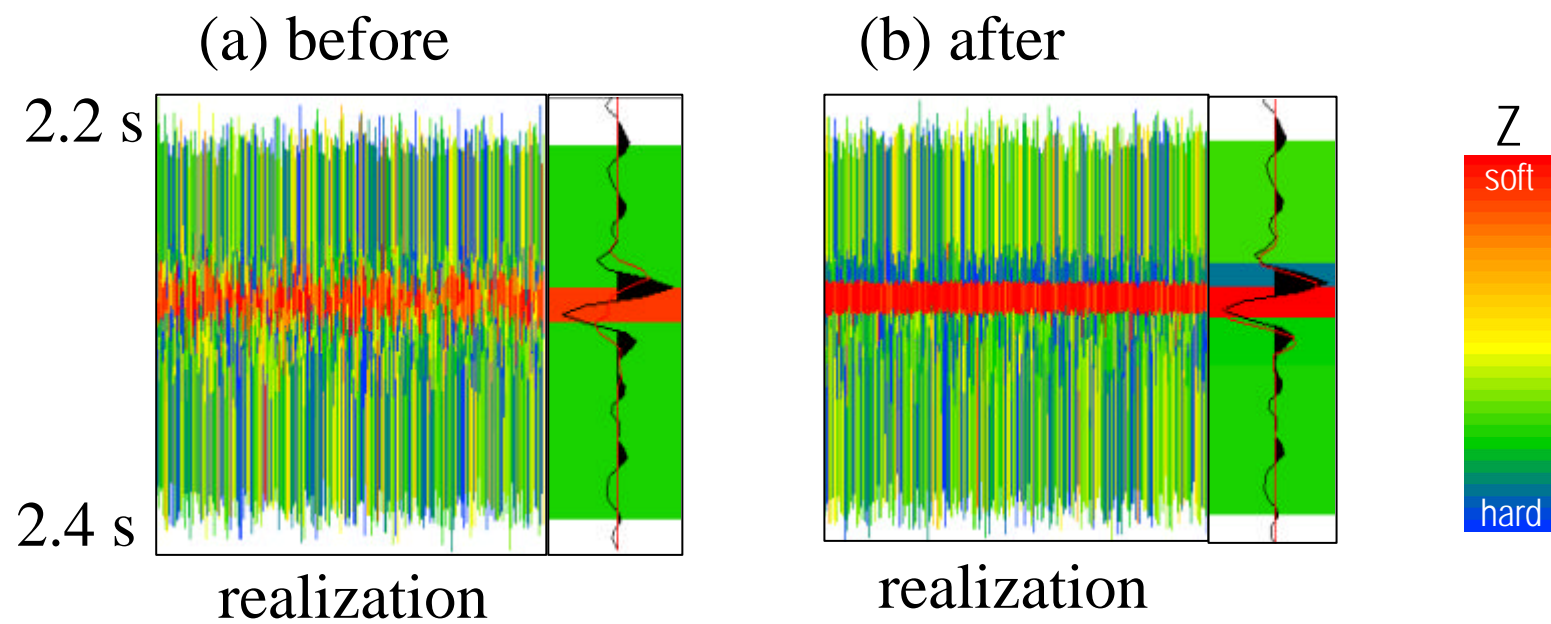 (a) before
(b) after
2.2 s
Z
soft
2.4 s
hard
realization
realization